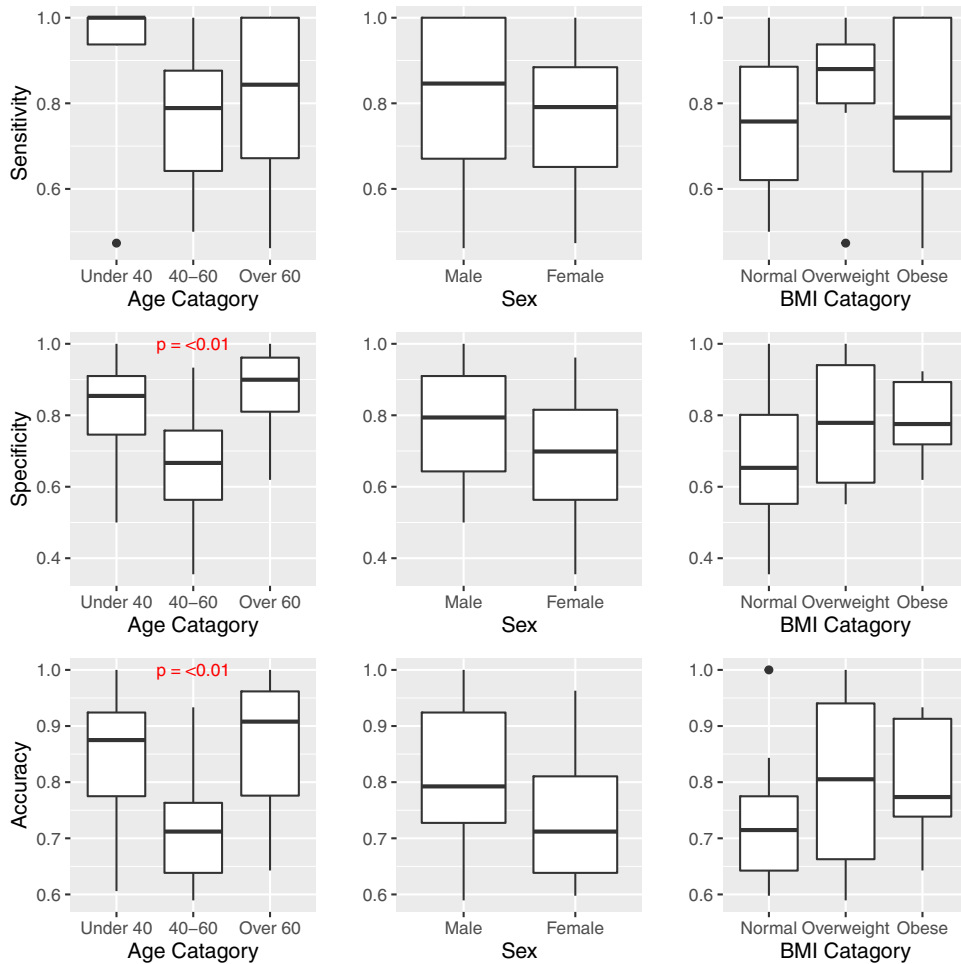 Sensitivity
1.0
0.8
0.6
Under 40 40−60 Over 60
Age Catagory
1.0
0.8
0.6
Male Female
Sex
1.0
0.8
0.6
Normal Overweight Obese
BMI Catagory
Specificity
1.0
0.8
0.6
0.4
p = <0.01
Under 40 40−60 Over 60
Age Catagory
1.0
0.8
0.6
0.4
Male Female
Sex
1.0
0.8
0.6
0.4
Normal Overweight Obese
BMI Catagory
Accuracy
1.0
0.9
0.8
0.7
0.6
p = <0.01
Under 40 40−60 Over 60
Age Catagory
1.0
0.9
0.8
0.7
0.6
Male Female
Sex
1.0
0.9
0.8
0.7
0.6
Normal Overweight Obese
BMI Catagory